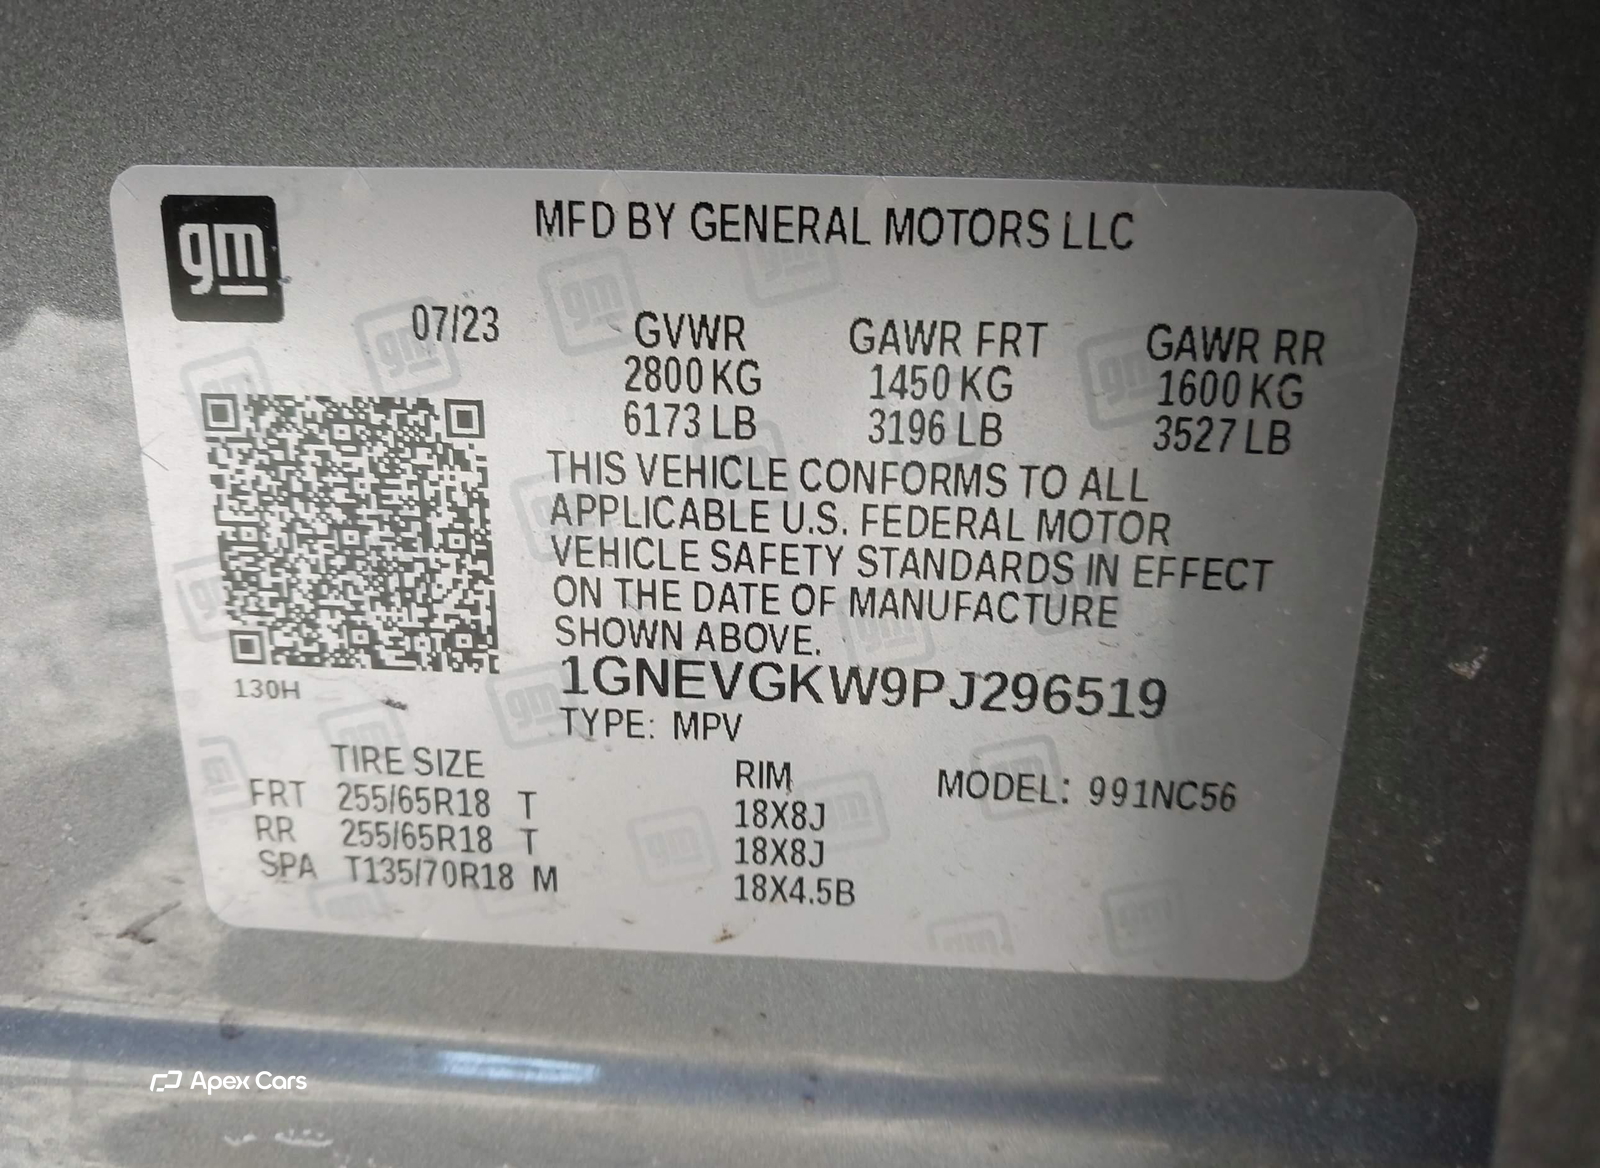 gm
MFD BY GENERAL MOTORS LLC
07/23 GVWR GAWR FRT GAWR RR
2800 KG 1450 KG 1600 KG
6173 LB 3196 LB 3527 LB
THIS VEHICLE CONFORMS TO ALL
APPLICABLE U.S. FEDERAL MOTOR
VEHICLE SAFETY STANDARDS IN EFFECT
ON THE DATE OF MANUFACTURE
SHOWN ABOVE.
1GNEVGKW9PJ296519
130H
TYPE: MPV
TIRE SIZE RIM MODEL: 991NC56
FRT 255/65R18 T 18X8J
RR 255/65R18 T 18X8J
SPA T135/70R18 M 18X4.5B
Apex Cars